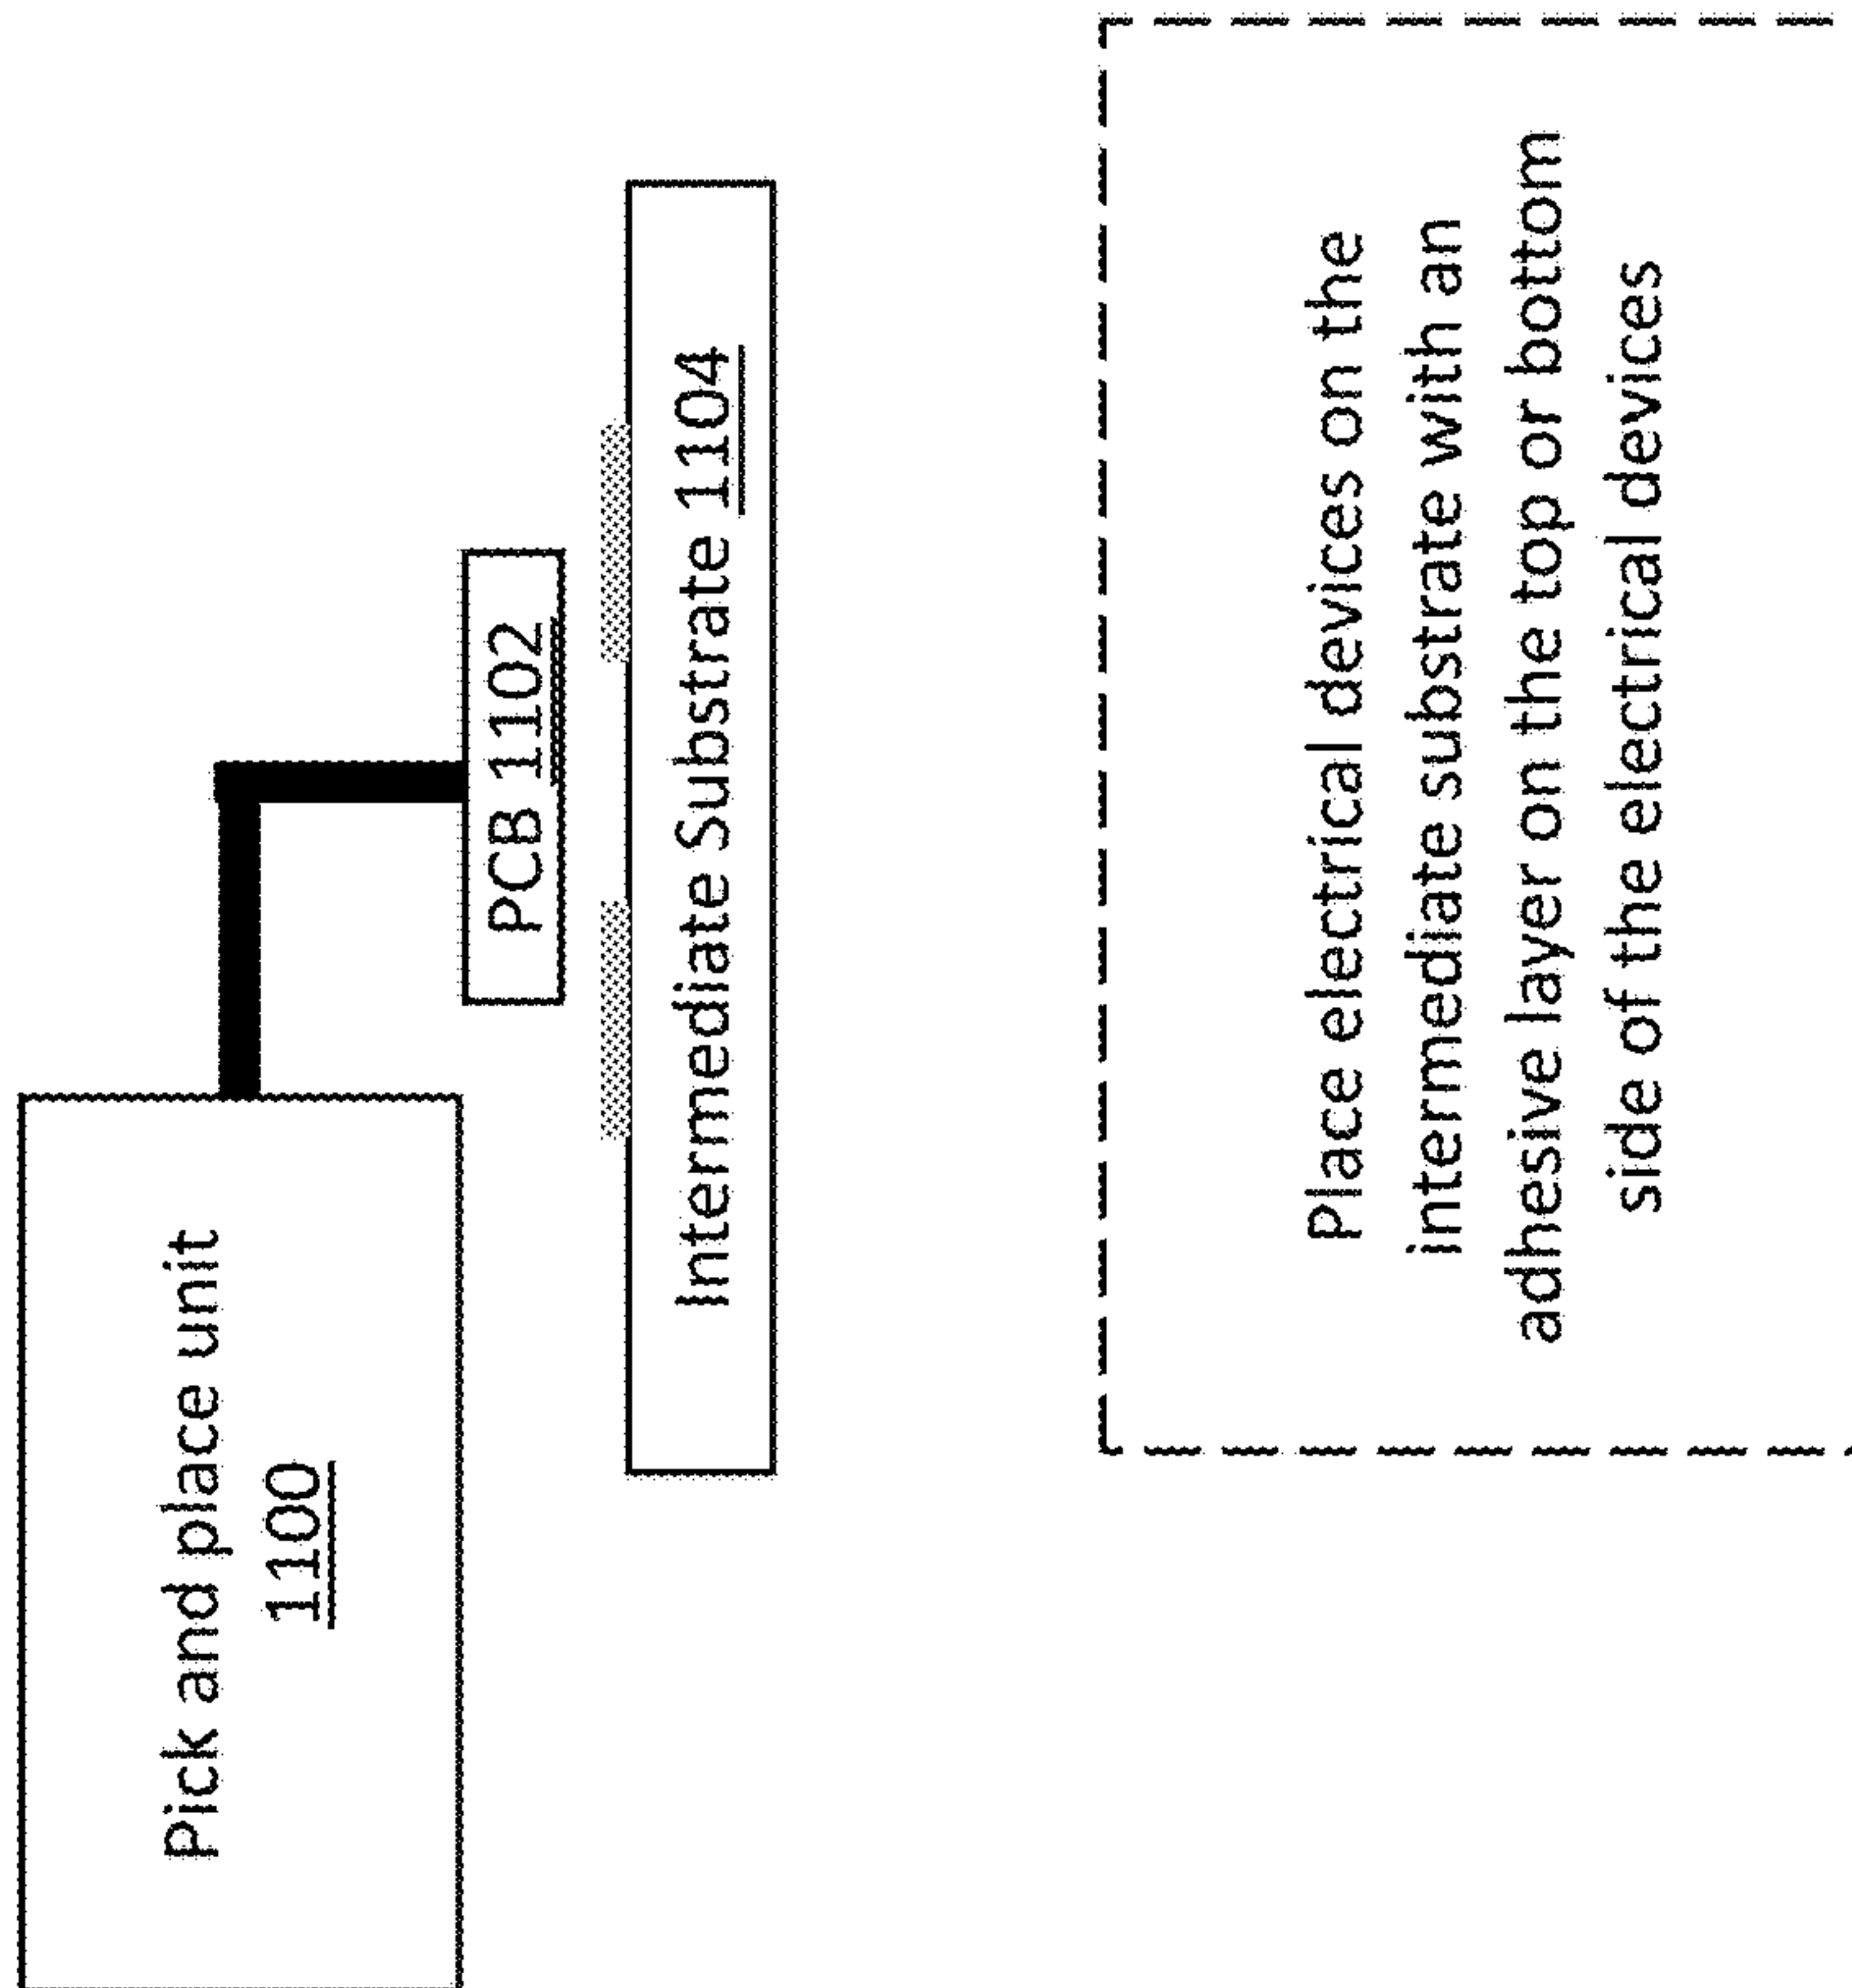 Pick and place unit
1100
PCB 1102
Intermediate Substrate 1104
Place electrical devices on the
intermediate substrate with an
adhesive layer on the top or bottom
side of the electrical devices